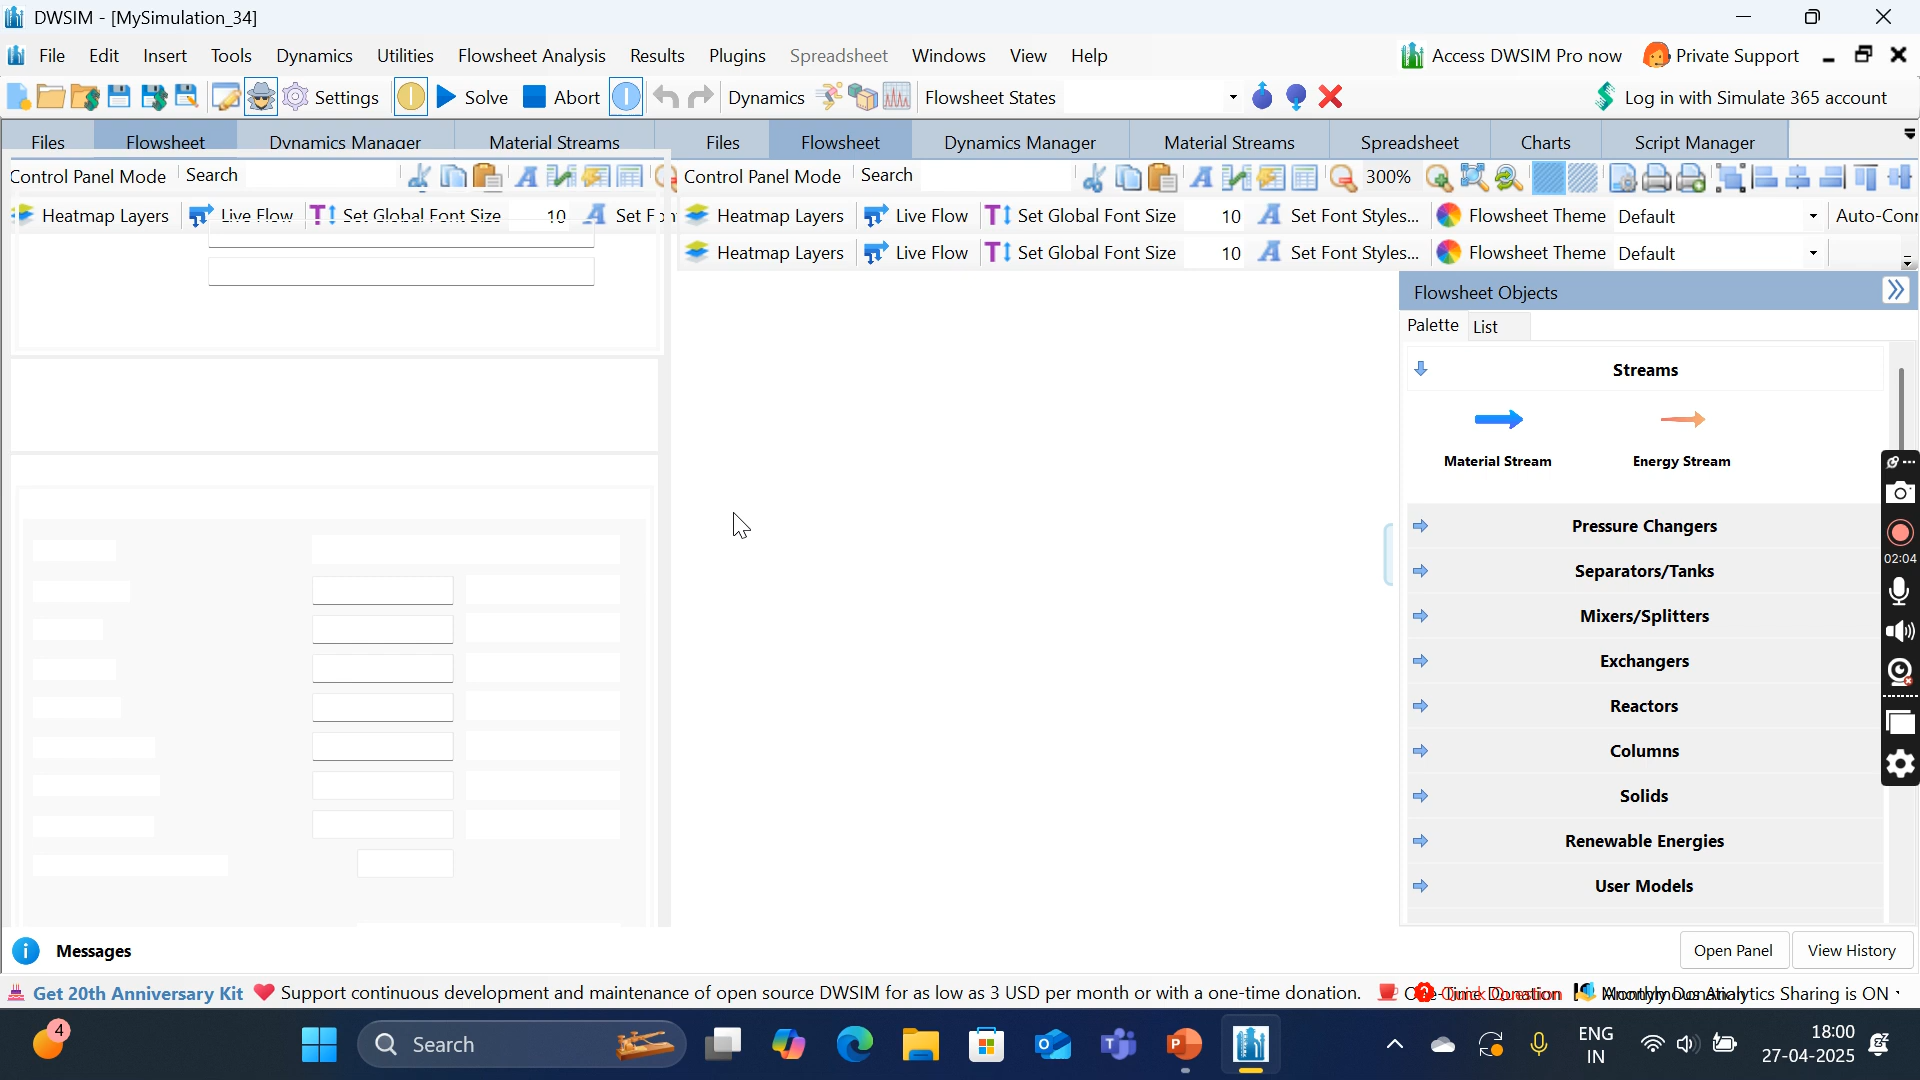 DWSIM - [MySimulation_34]
File Edit Insert Tools Dynamics Utilities Flowsheet Analysis Results Plugins Spreadsheet Windows View Help Access DWSIM Pro now Private Support
Settings Solve Abort Dynamics Flowsheet States Log in with Simulate 365 account
Files Flowsheet Dynamics Manager Material Streams Files Flowsheet Dynamics Manager Material Streams Spreadsheet Charts Script Manager
Control Panel Mode Search Control Panel Mode Search 300%
Heatmap Layers Live Flow Set Global Font Size 10 Set Heatmap Layers Live Flow Set Global Font Size 10 Set Font Styles... Flowsheet Theme Default Auto-Conn
Heatmap Layers Live Flow Set Global Font Size 10 Set Font Styles... Flowsheet Theme Default
Flowsheet Objects
Palette List
Streams
Material Stream Energy Stream
Pressure Changers
02:04
Separators/Tanks
Mixers/Splitters
Exchangers
Reactors
Columns
Solids
Renewable Energies
User Models
Messages Open Panel View History
Get 20th Anniversary Kit Support continuous development and maintenance of open source DWSIM for as low as 3 USD per month or with a one-time donation. Sharing is ON
4 Search ENG IN 18:00
27-04-2025